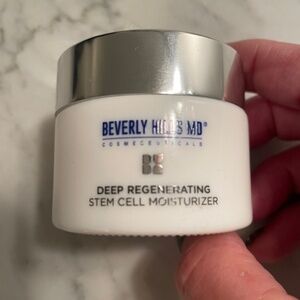 BEVERLY HILLS MD®
COSMECEUTICALS
DEEP REGENERATING
STEM CELL MOISTURIZER